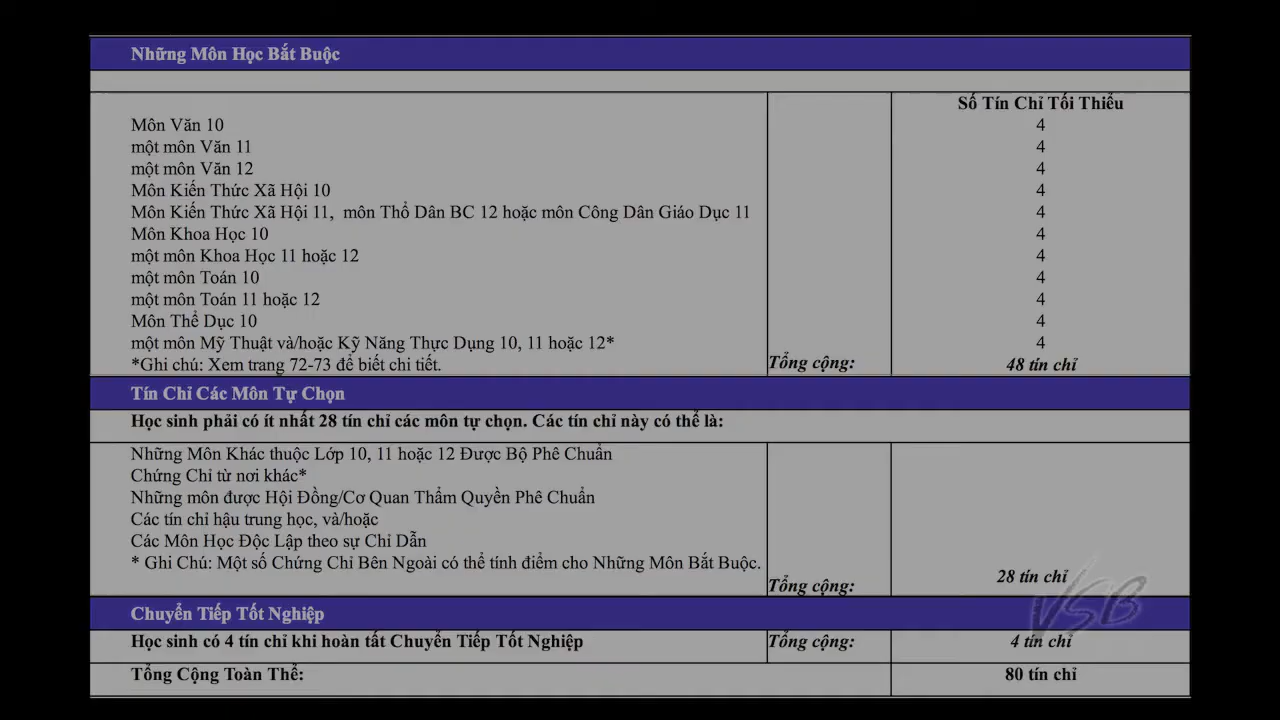 Những Môn Học Bắt Buộc
Số Tín Chỉ Tối Thiểu
Môn Văn 10 4
một môn Văn 11 4
một môn Văn 12 4
Môn Kiến Thức Xã Hội 10 4
Môn Kiến Thức Xã Hội 11, môn Thổ Dân BC 12 hoặc môn Công Dân Giáo Dục 11 4
Môn Khoa Học 10 4
một môn Khoa Học 11 hoặc 12 4
một môn Toán 10 4
một môn Toán 11 hoặc 12 4
Môn Thể Dục 10 4
một môn Mỹ Thuật và/hoặc Kỹ Năng Thực Dụng 10, 11 hoặc 12* 4
*Ghi chú: Xem trang 72-73 để biết chi tiết. Tổng cộng: 48 tín chỉ
Tín Chỉ Các Môn Tự Chọn
Học sinh phải có ít nhất 28 tín chỉ các môn tự chọn. Các tín chỉ này có thể là:
Những Môn Khác thuộc Lớp 10, 11 hoặc 12 Được Bộ Phê Chuẩn
Chứng Chỉ từ nơi khác*
Những môn được Hội Đồng/Cơ Quan Thẩm Quyền Phê Chuẩn
Các tín chỉ hậu trung học, và/hoặc
Các Môn Học Độc Lập theo sự Chỉ Dẫn
* Ghi Chú: Một số Chứng Chỉ Bên Ngoài có thể tính điểm cho Những Môn Bắt Buộc.
Tổng cộng: 28 tín chỉ
VSB
Chuyển Tiếp Tốt Nghiệp
Học sinh có 4 tín chỉ khi hoàn tất Chuyển Tiếp Tốt Nghiệp Tổng cộng: 4 tín chỉ
Tổng Cộng Toàn Thể: 80 tín chỉ